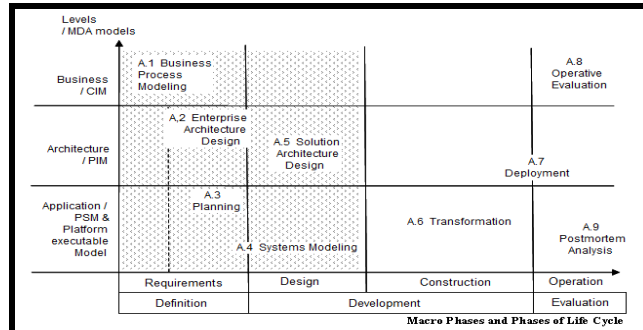 Levels
/ MDA models
Business
/ CIM
A.1 Business
Process
Modeling
A.8
Operative
Evaluation
Architecture
/ PIM
A.2 Enterprise
Architecture
Design
A.5 Solution
Architecture
Design
A.7
Deployment
Application /
PSM &
Platform
executable
Model
A.3
Planning
A.4 Systems Modeling
A.6 Transformation
A.9
Postmortem
Analysis
Requirements
Design
Construction
Operation
Definition
Development
Evaluation
Macro Phases and Phases of Life Cycle